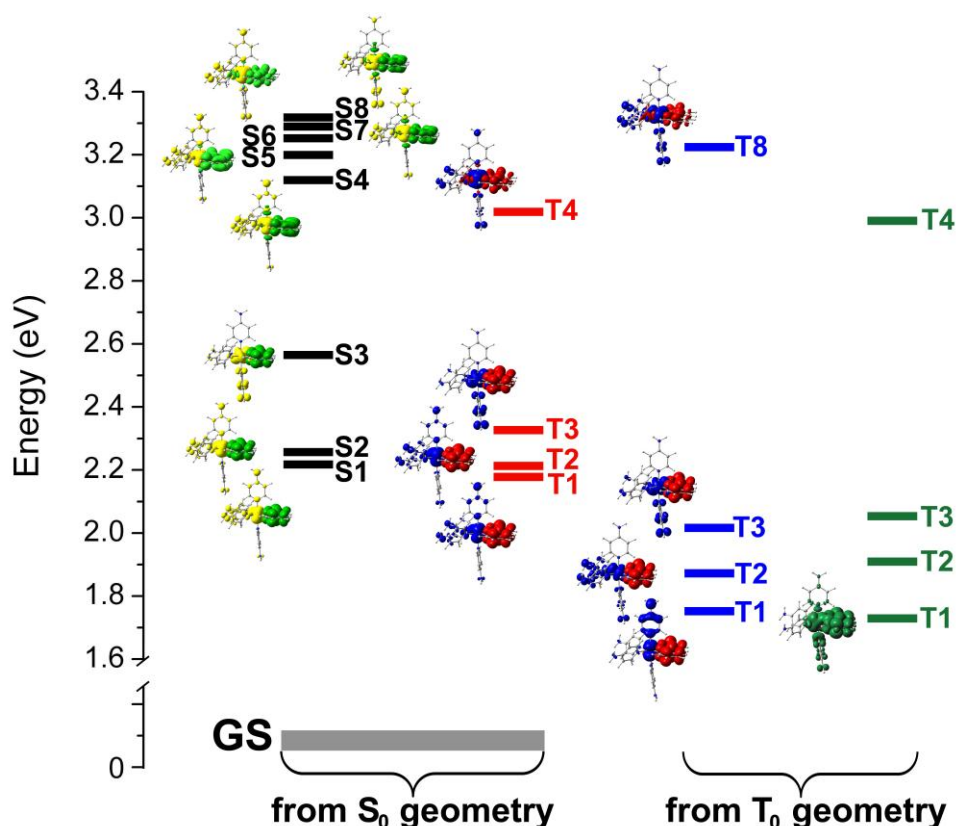 Energy (eV)
3.4
3.2
3.0
2.8
2.6
2.4
2.2
2.0
1.8
1.6
0
S8
S7
S6
S5
S4
S3
S2
S1
T4
T3
T2
T1
T8
T3
T2
T1
T4
T3
T2
T1
GS
from S₀ geometry
from T₀ geometry